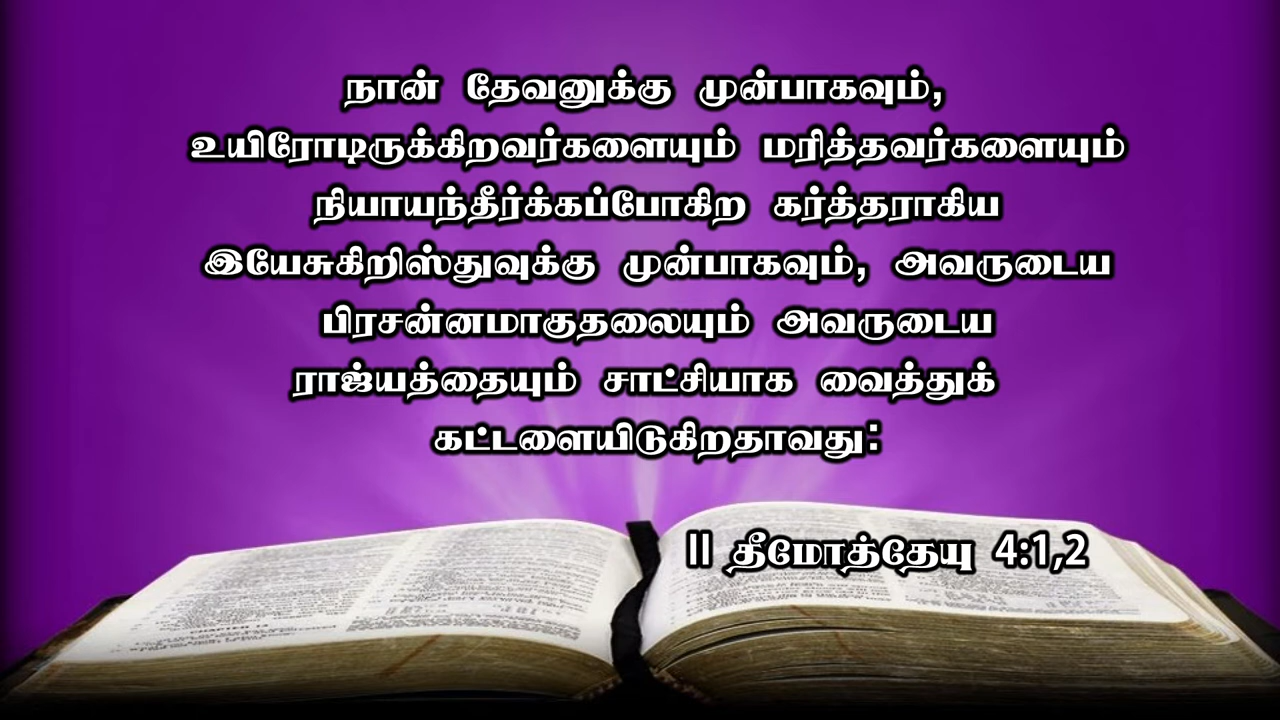 நான் தேவனுக்கு முன்பாகவும்,
உயிரோடிருக்கிறவர்களையும் மரித்தவர்களையும்
நியாயந்தீர்க்கப்போகிற கர்த்தராகிய
இயேசுகிறிஸ்துவுக்கு முன்பாகவும், அவருடைய
பிரசன்னமாகுதலையும் அவருடைய
ராஜ்யத்தையும் சாட்சியாக வைத்துக்
கட்டளையிடுகிறதாவது:
II தீமோத்தேயு 4:1,2